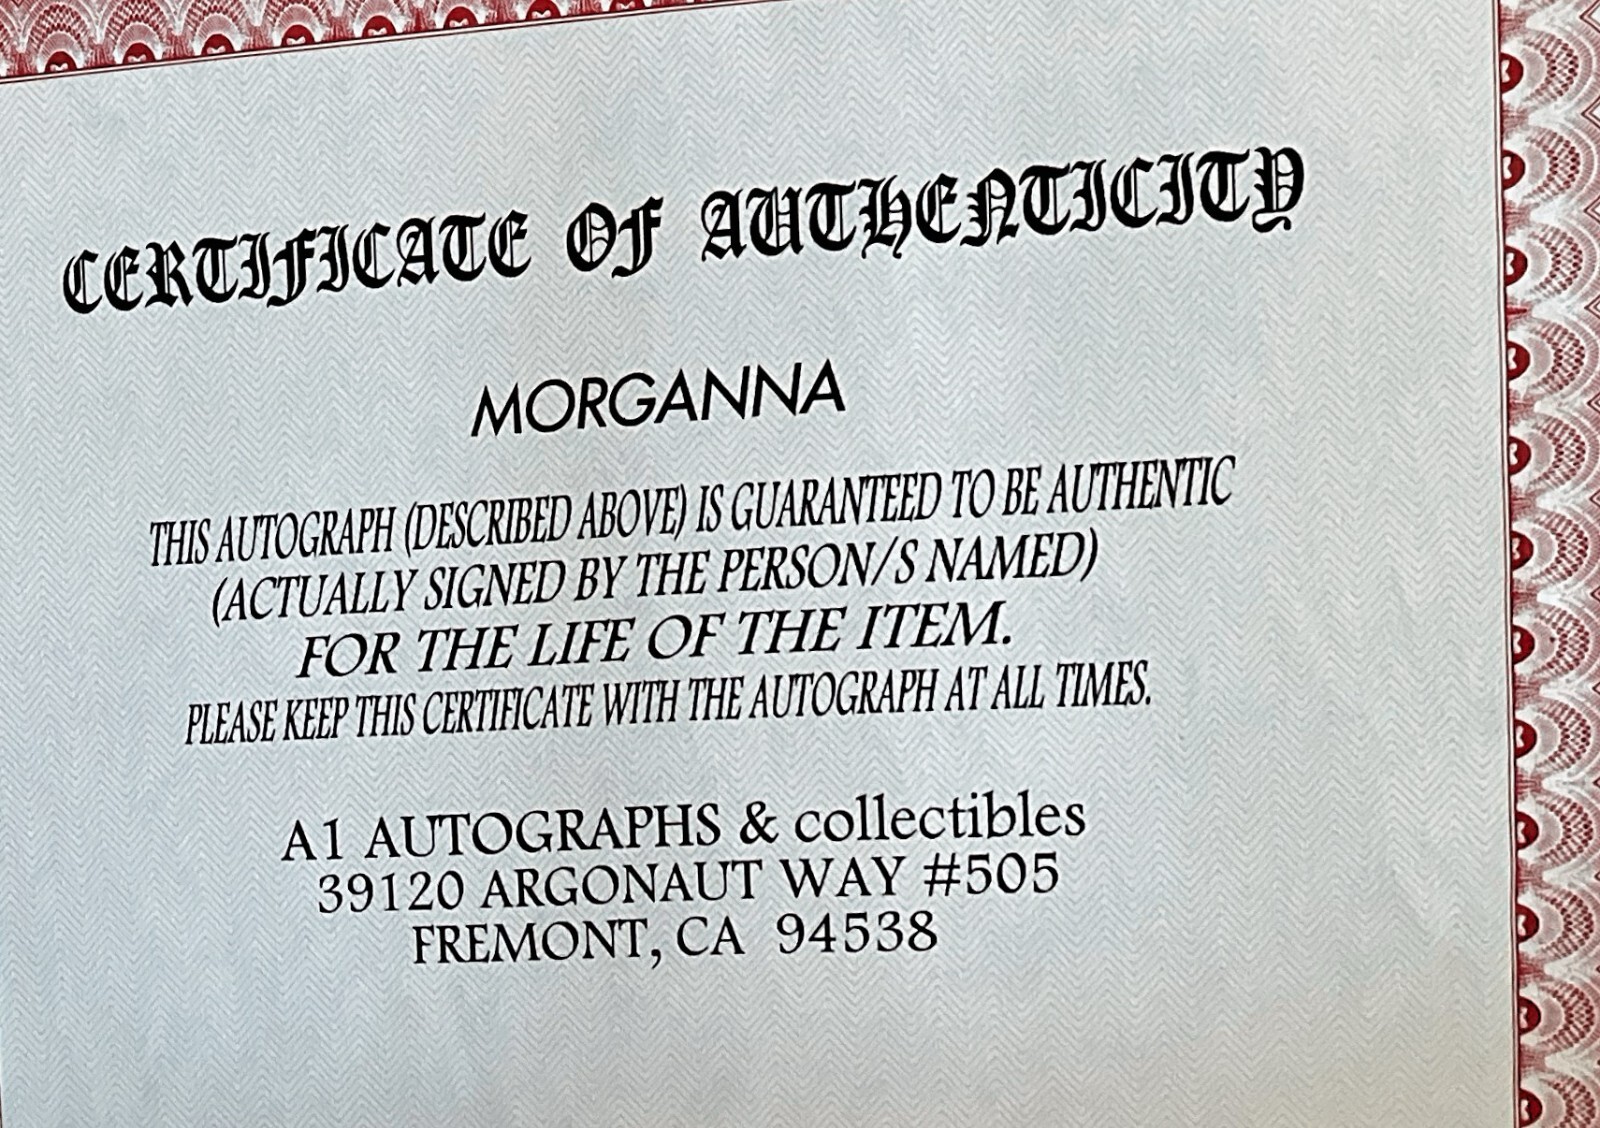 CERTIFICATE OF AUTHENTICITY
MORGANNA
THIS AUTOGRAPH (DESCRIBED ABOVE) IS GUARANTEED TO BE AUTHENTIC
(ACTUALLY SIGNED BY THE PERSON/S NAMED)
FOR THE LIFE OF THE ITEM.
PLEASE KEEP THIS CERTIFICATE WITH THE AUTOGRAPH AT ALL TIMES.
A1 AUTOGRAPHS & collectibles
39120 ARGONAUT WAY #505
FREMONT, CA 94538